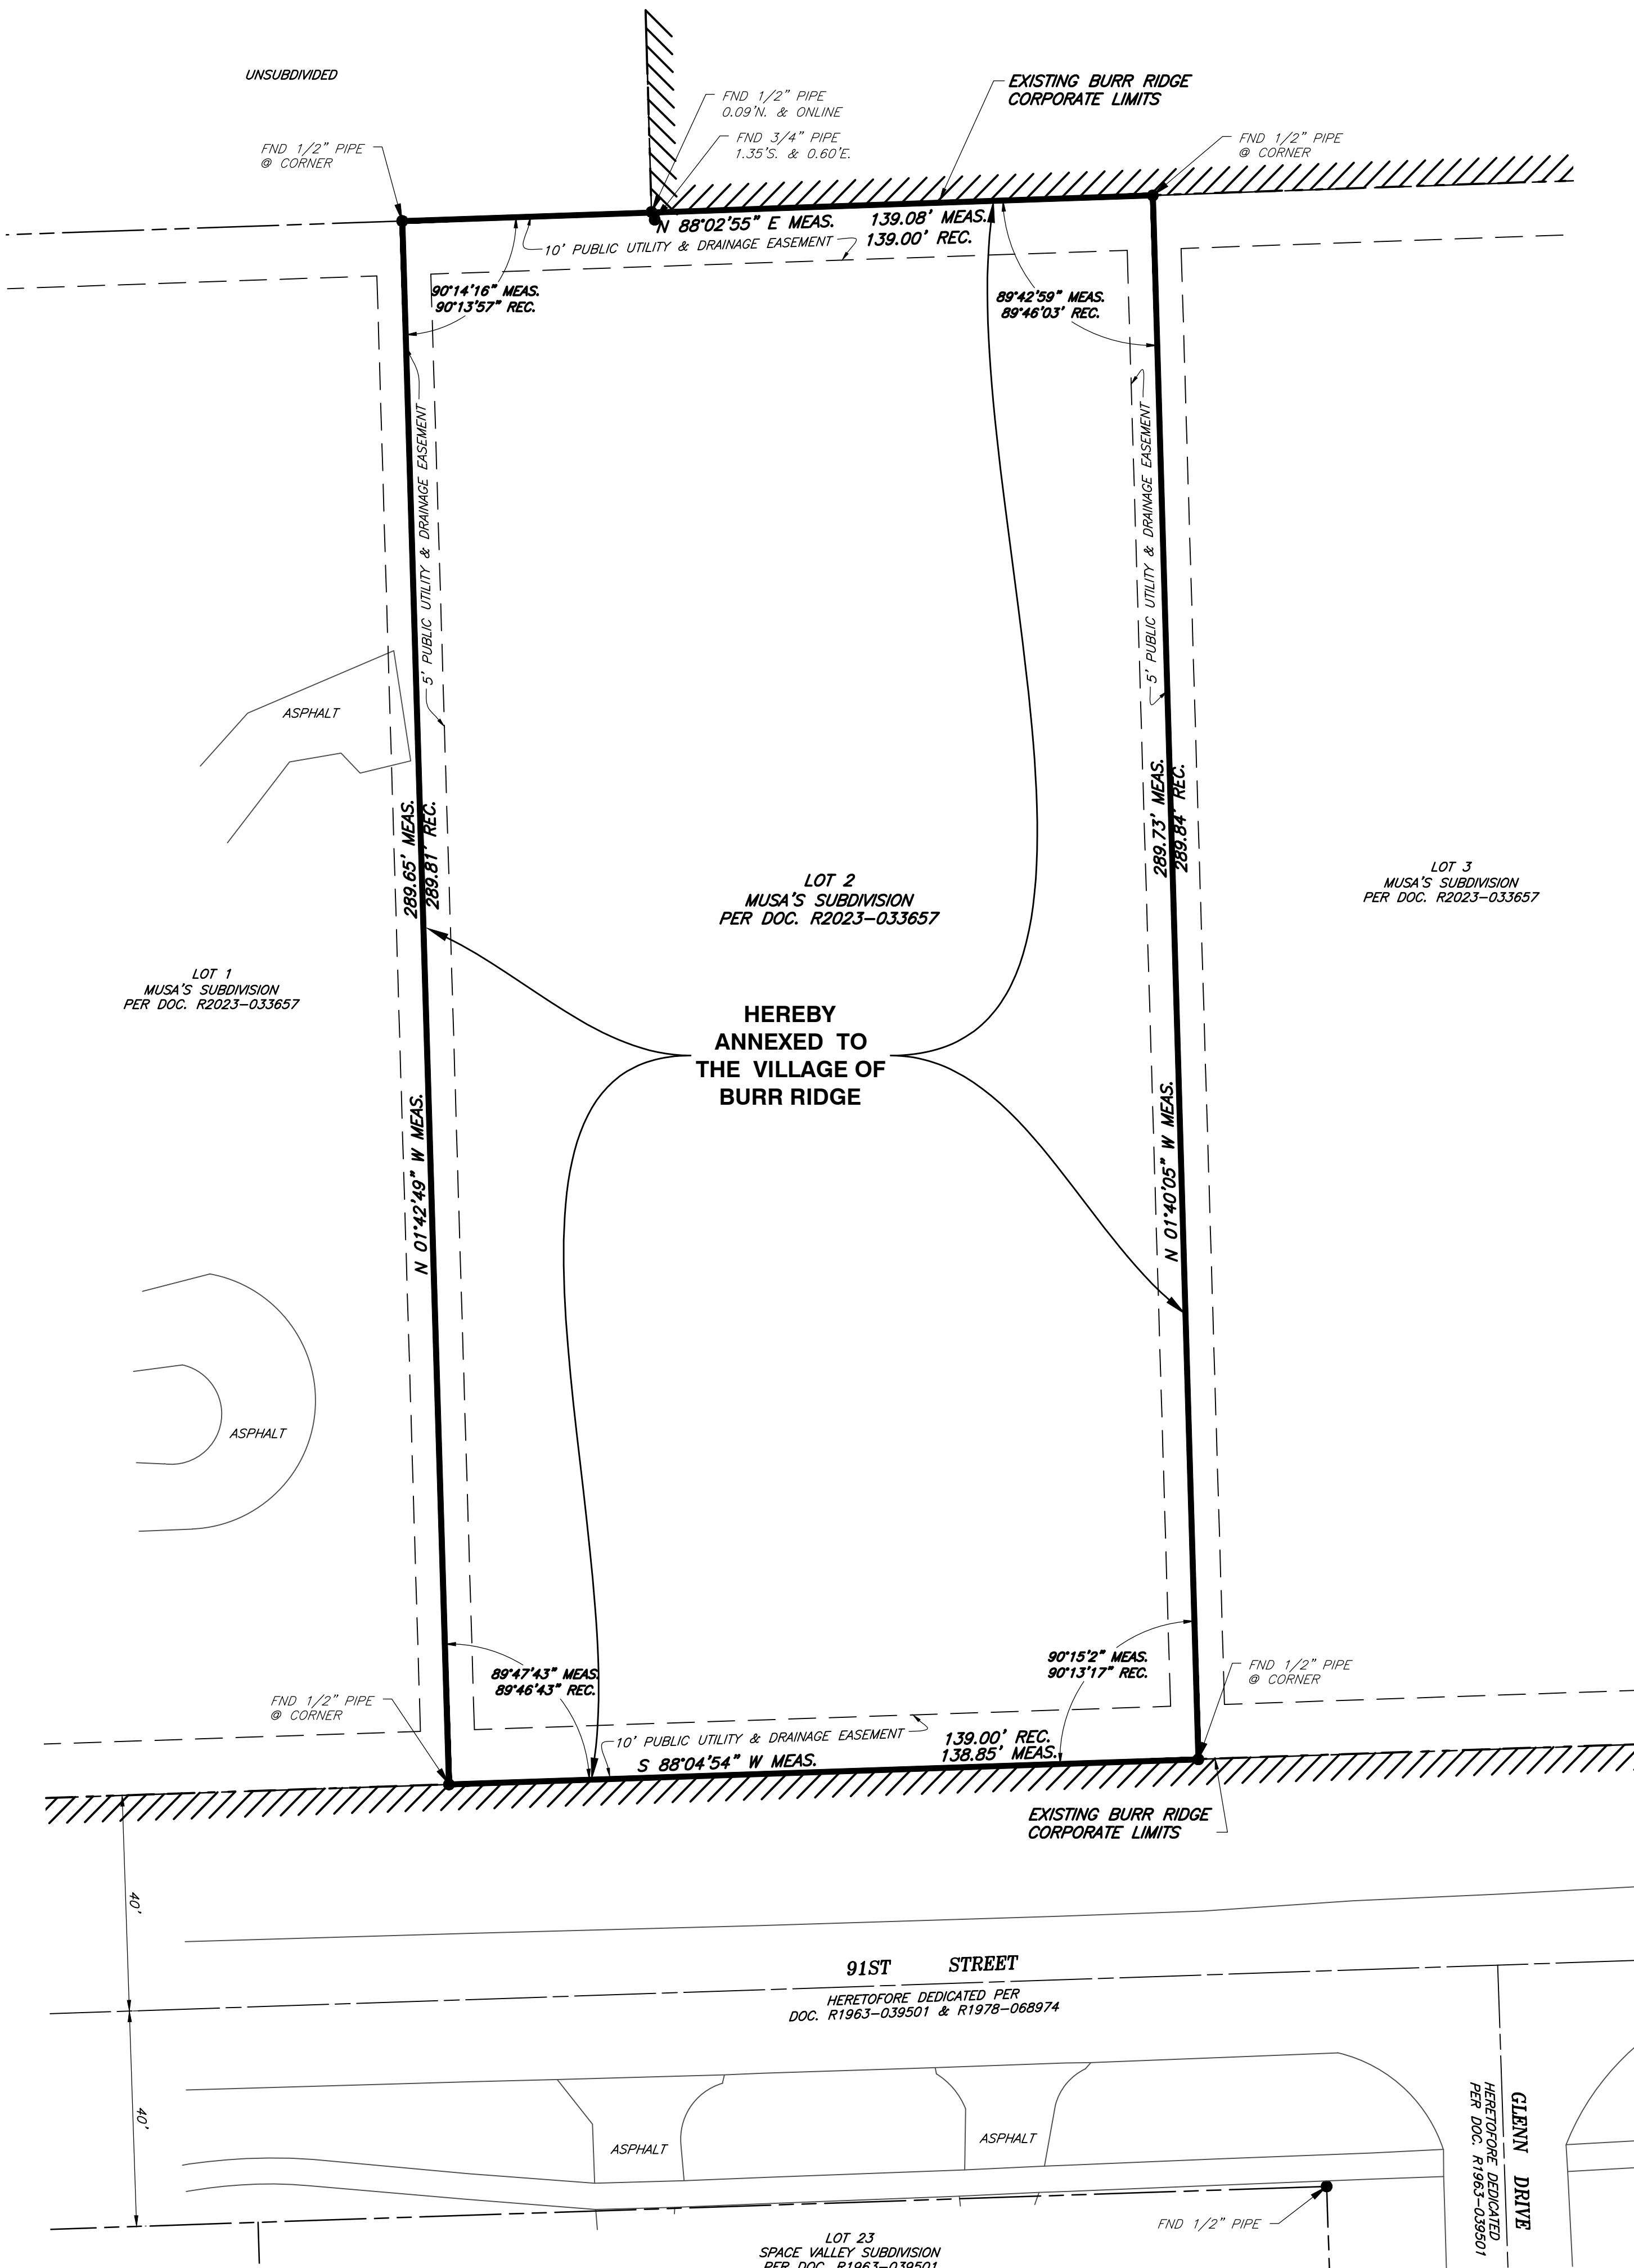 UNSUBDIVIDED
FND 1/2" PIPE
@ CORNER
FND 1/2" PIPE
0.09'N. & ONLINE
FND 3/4" PIPE
1.35'S. & 0.60'E.
EXISTING BURR RIDGE
CORPORATE LIMITS
FND 1/2" PIPE
@ CORNER
N 88°02'55" E MEAS.
139.08' MEAS.
139.00' REC.
10' PUBLIC UTILITY & DRAINAGE EASEMENT
90°14'16" MEAS.
90°13'57" REC.
89°42'59" MEAS.
89°46'03' REC.
5' PUBLIC UTILITY & DRAINAGE EASEMENT
5' PUBLIC UTILITY & DRAINAGE EASEMENT
ASPHALT
289.65' MEAS.
289.81' REC.
289.73' MEAS.
289.84' REC.
LOT 2
MUSA'S SUBDIVISION
PER DOC. R2023-033657
LOT 3
MUSA'S SUBDIVISION
PER DOC. R2023-033657
LOT 1
MUSA'S SUBDIVISION
PER DOC. R2023-033657
HEREBY
ANNEXED TO
THE VILLAGE OF
BURR RIDGE
N 01°42'49" W MEAS.
N 01°40'05" W MEAS.
ASPHALT
89°47'43" MEAS.
89°46'43" REC.
90°15'2" MEAS.
90°13'17" REC.
FND 1/2" PIPE
@ CORNER
FND 1/2" PIPE
@ CORNER
10' PUBLIC UTILITY & DRAINAGE EASEMENT
139.00' REC.
138.85' MEAS.
S 88°04'54" W MEAS.
EXISTING BURR RIDGE
CORPORATE LIMITS
40'
91ST STREET
HERETOFORE DEDICATED PER
DOC. R1963-039501 & R1978-068974
40'
GLENN DRIVE
HERETOFORE DEDICATED
PER DOC. R1963-039501
ASPHALT
ASPHALT
FND 1/2" PIPE
LOT 23
SPACE VALLEY SUBDIVISION
PER DOC. R1963-039501